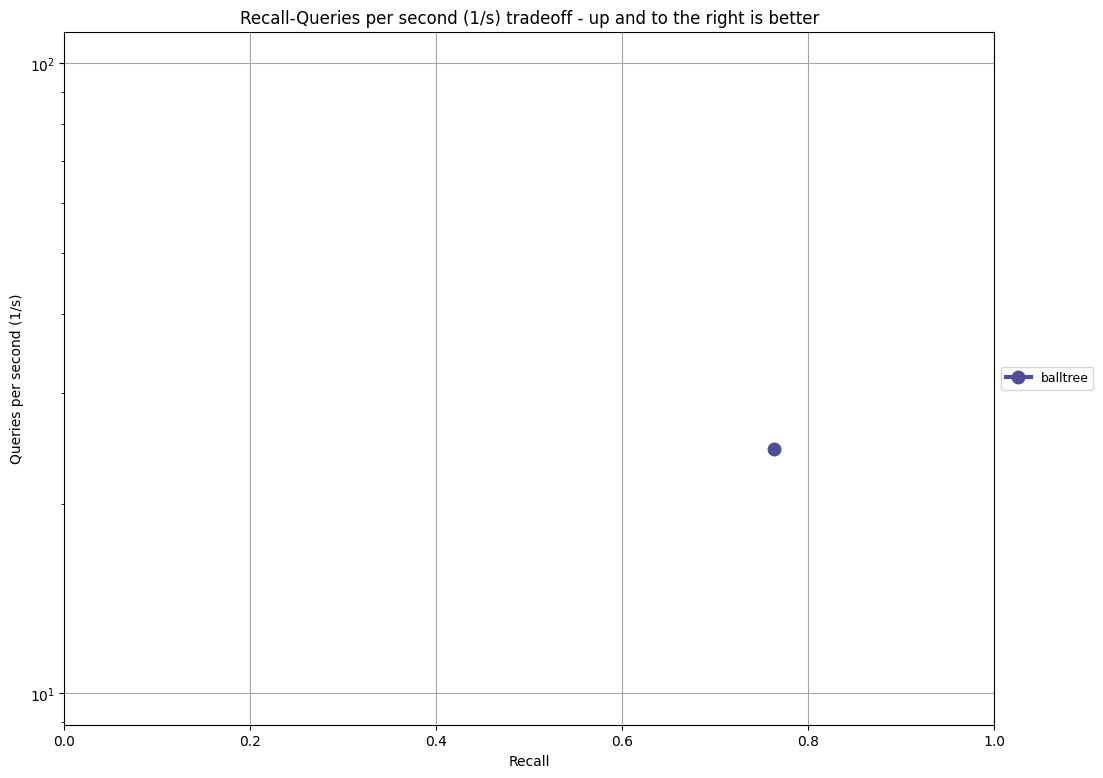 Recall-Queries per second (1/s) tradeoff - up and to the right is better
10²
Queries per second (1/s)
balltree
10¹
0.0 0.2 0.4 0.6 0.8 1.0
Recall